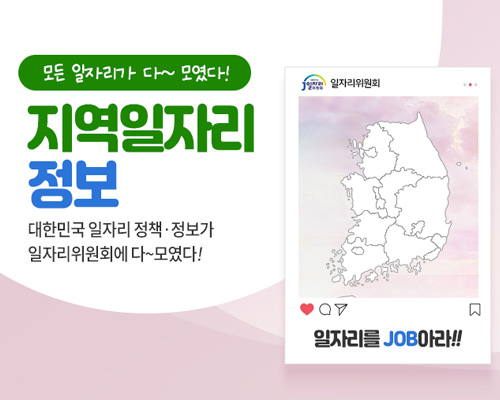 모든 일자리가 다~ 모였다!
지역일자리
정보
대한민국 일자리 정책·정보가
일자리위원회에 다~모였다!
일자리위원회
일자리를 JOB아라!!